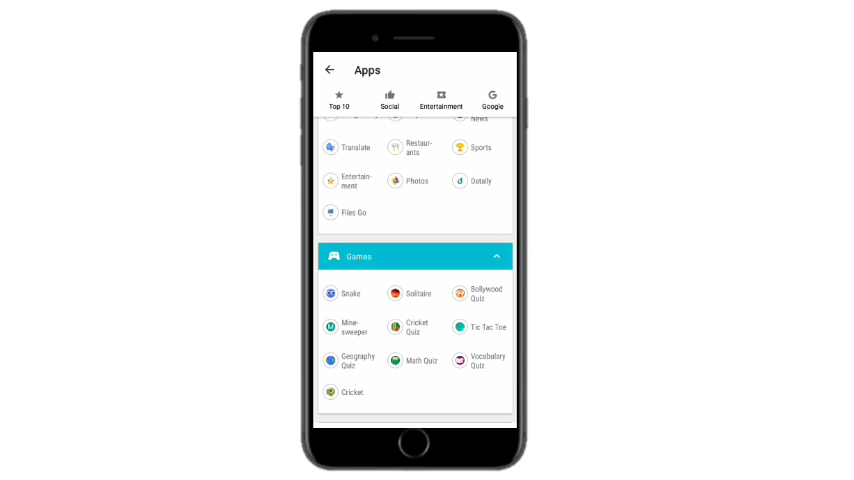 Apps
Top 10
Social
Entertainment
Google
News
Translate
Restaur-
ants
Sports
Entertain-
ment
Photos
Datally
Files Go
Games
Snake
Solitaire
Bollywood
Quiz
Mine-
sweeper
Cricket
Quiz
Tic Tac Toe
Geography
Quiz
Math Quiz
Vocabulary
Quiz
Cricket